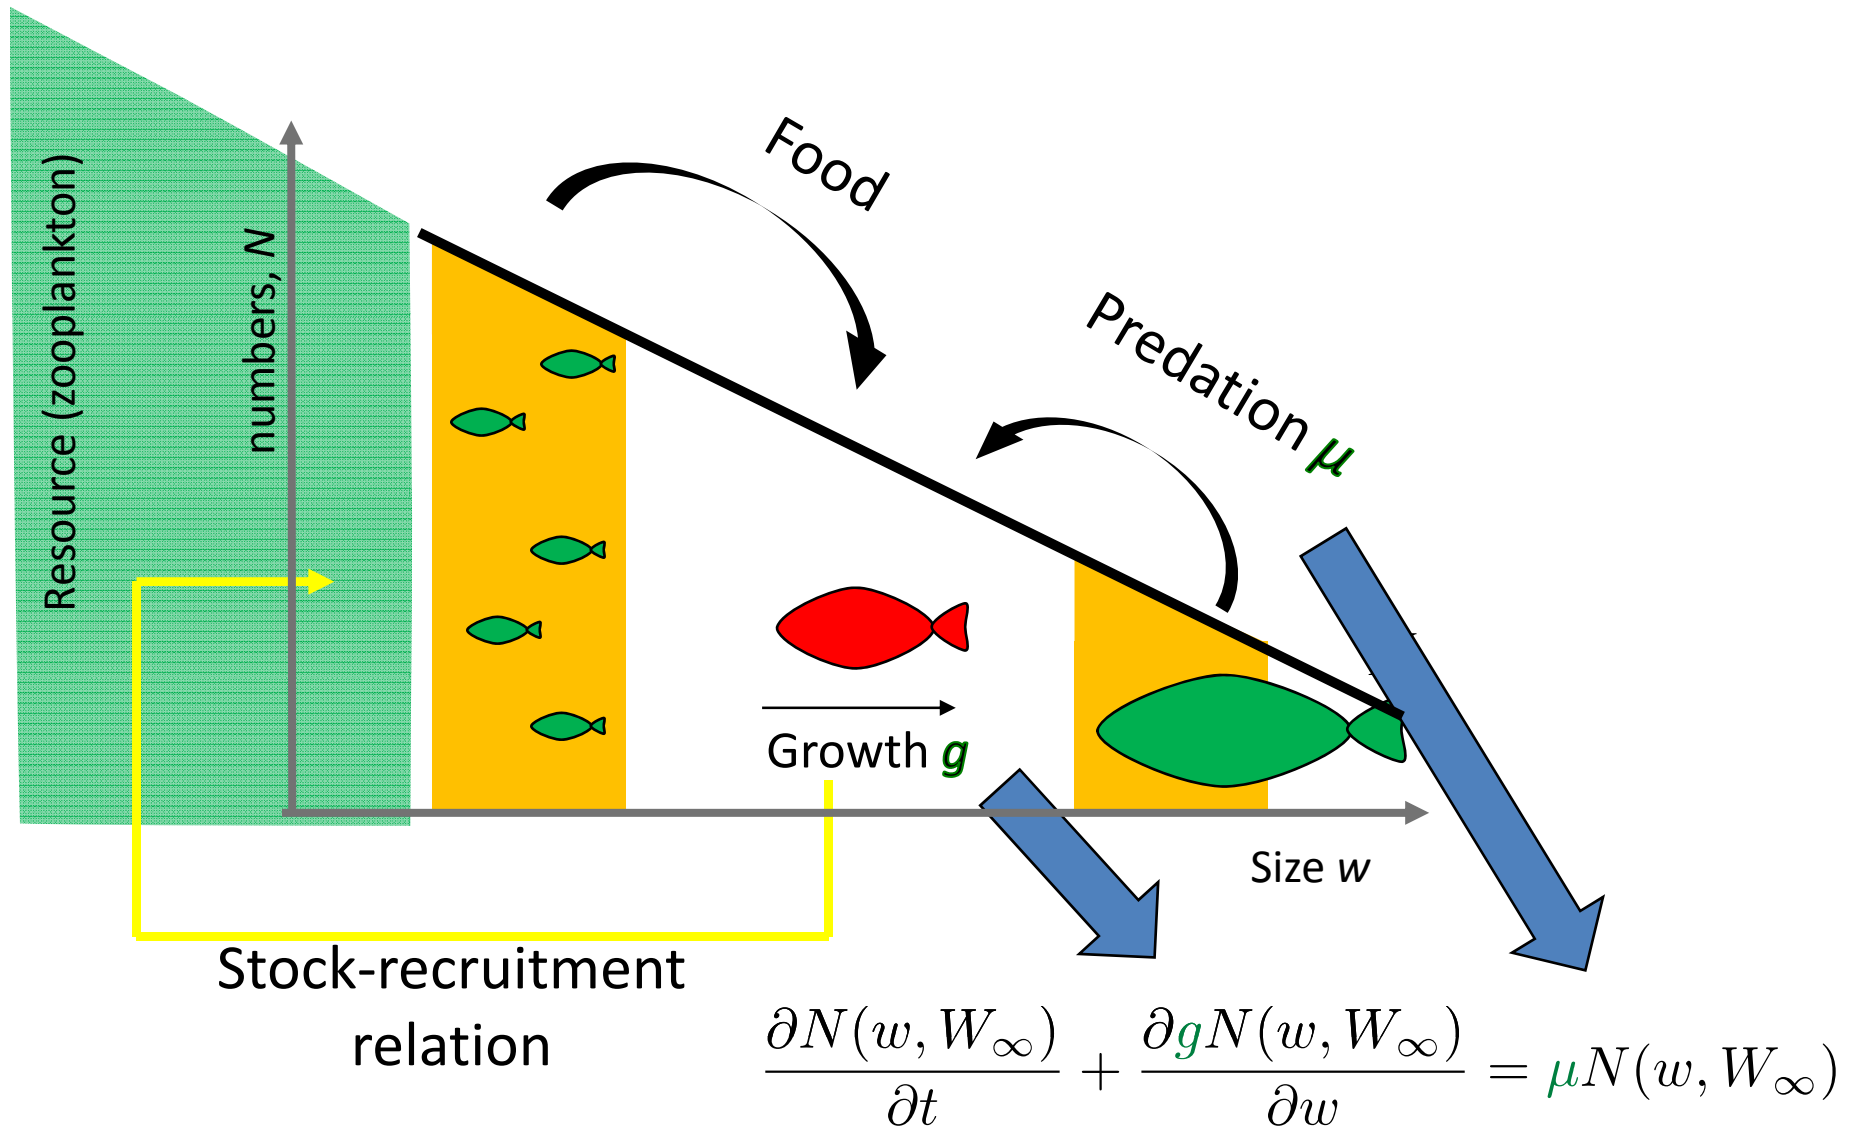 Resource (zooplankton)
numbers, N
Food
Predation μ
Growth g
Size w
Stock-recruitment
relation
∂N(w, W∞)/∂t + ∂gN(w, W∞)/∂w = μN(w, W∞)